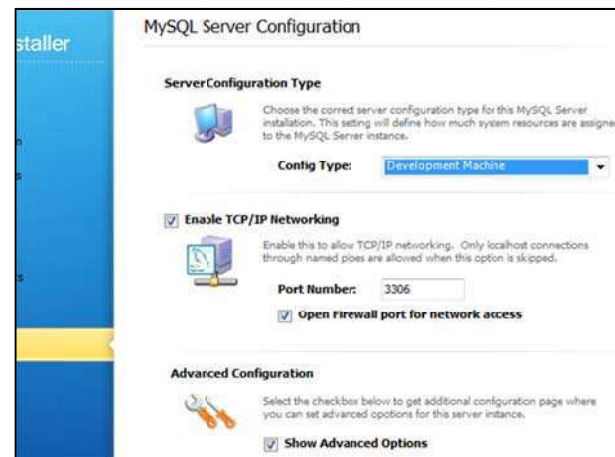 staller
MySQL Server Configuration
Server Configuration Type
Choose the corred server configuration type for this MySQL Server
installation. This setting will define how much system resources are assigne
to the MySQL Server instance.
Config Type:
Development Machine
Enable TCP/IP Networking
Enable this to allow TCP/IP networking. Only localhost connections
through named pipes are allowed when this option is skipped.
Port Number:
3306
Open Firewall port for network access
Advanced Configuration
Select the checkbox below to get additional configuration page where
you can set advanced opotions for this server instance.
Show Advanced Options
n
s
s